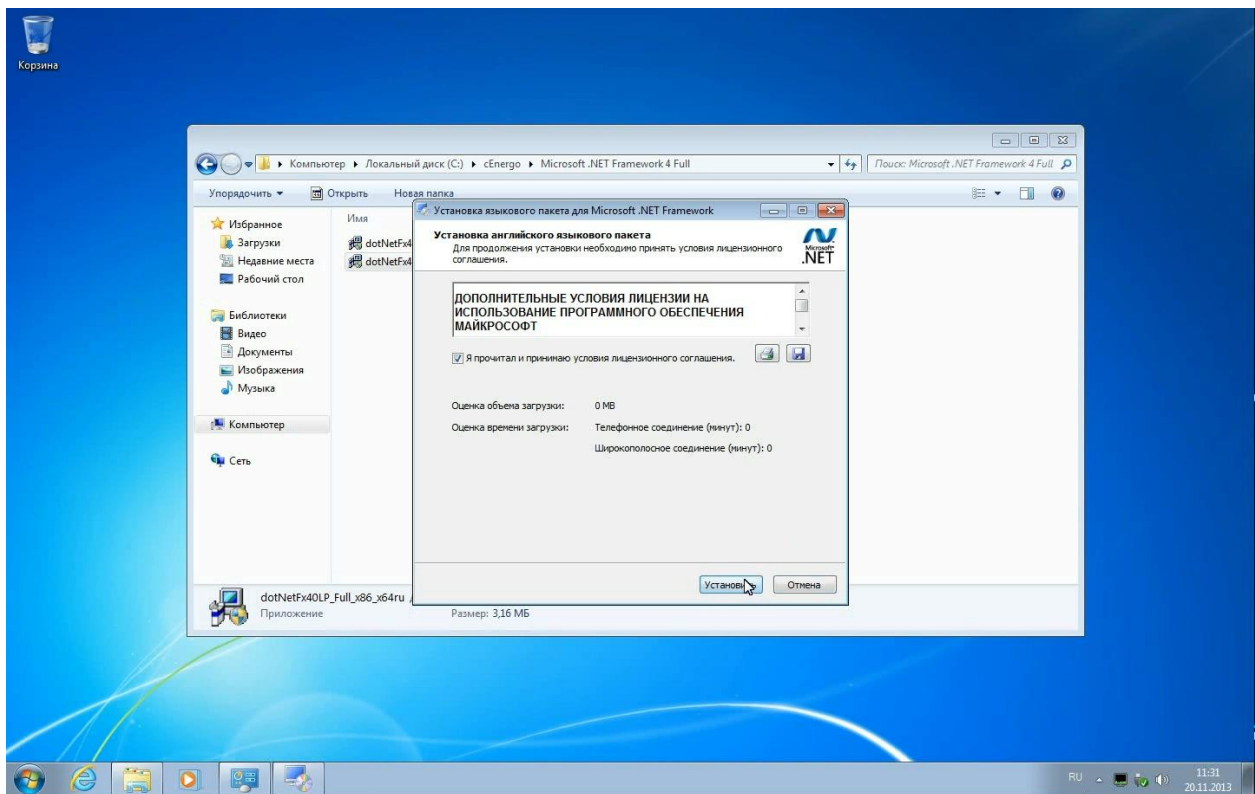 Корзина
Компьютер
Локальный диск (C:)
cEnergo
Microsoft .NET Framework 4 Full
Поиск: Microsoft .NET Framework 4 Full
Упорядочить
Открыть
Новая папка
Избранное
Загрузки
Недавние места
Рабочий стол
Библиотеки
Видео
Документы
Изображения
Музыка
Компьютер
Сеть
Имя
dotNetFx4
dotNetFx4
Установка языкового пакета для Microsoft .NET Framework
Установка английского языкового пакета
Для продолжения установки необходимо принять условия лицензионного
соглашения.
Microsoft
.NET
ДОПОЛНИТЕЛЬНЫЕ УСЛОВИЯ ЛИЦЕНЗИИ НА
ИСПОЛЬЗОВАНИЕ ПРОГРАММНОГО ОБЕСПЕЧЕНИЯ
МАЙКРОСОФТ
Я прочитал и принимаю условия лицензионного соглашения.
Оценка объема загрузки: 0 MB
Оценка времени загрузки: Телефонное соединение (минут): 0
Широкополосное соединение (минут): 0
Отмена
dotNetFx40LP_Full_x86_x64ru
Приложение
Размер: 3,16 МБ
RU
11:31
20.11.2013